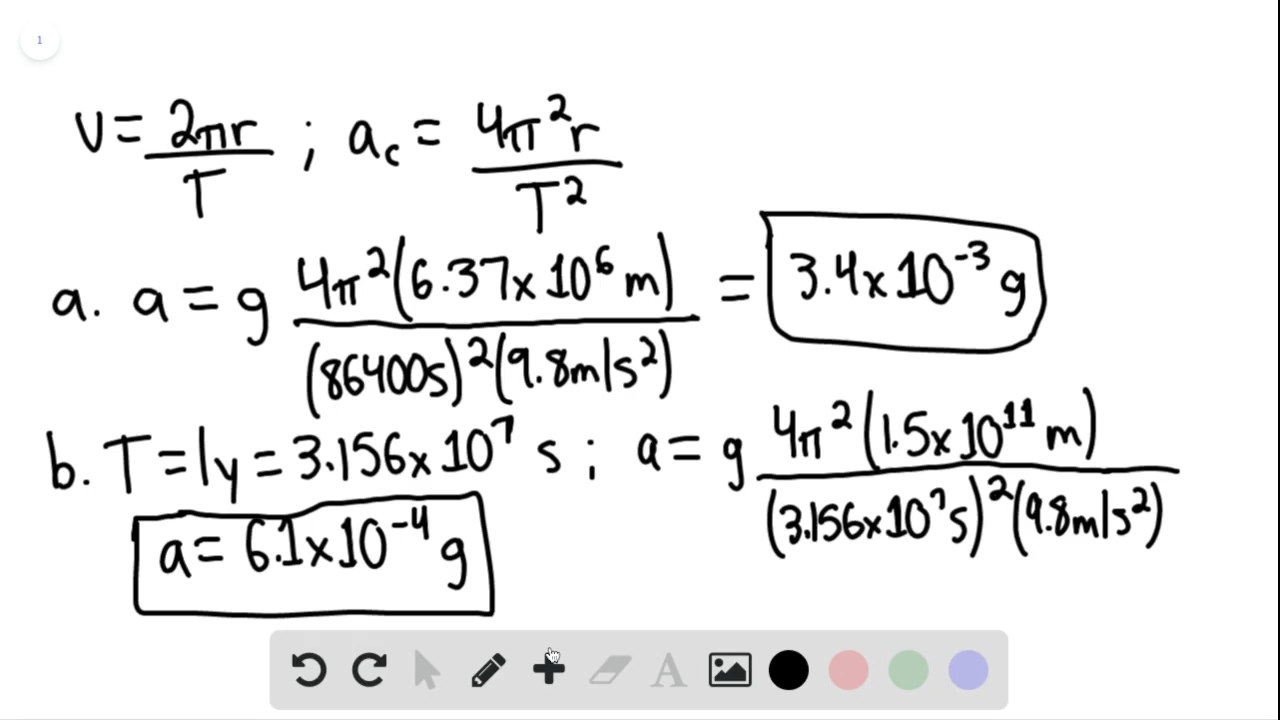 1
v = 2πr / T ; a_c = 4π²r / T²
a. a = g 4π²(6.37x10⁶ m) / (86400s)²(9.8m/s²) = 3.4x10⁻³ g
b. T = 1y = 3.156x10⁷ s ; a = g 4π²(1.5x10¹¹ m) / (3.156x10⁷s)²(9.8m/s²)
a = 6.1x10⁻⁴ g
A